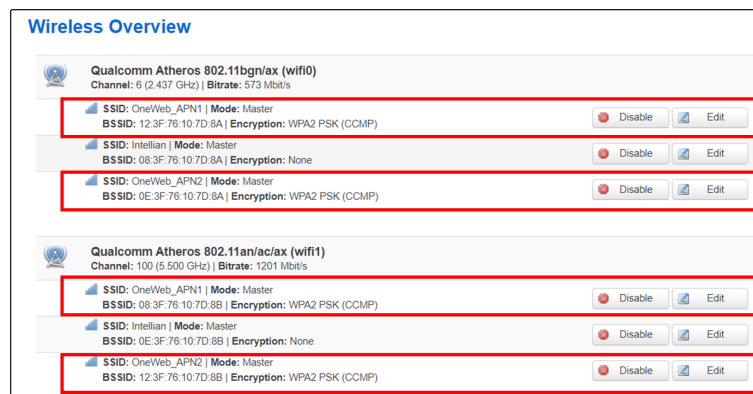 Wireless Overview
Qualcomm Atheros 802.11bgn/ax (wifi0)
Channel: 6 (2.437 GHz) | Bitrate: 573 Mbit/s
SSID: OneWeb_APN1 | Mode: Master
BSSID: 12:3F:76:10:7D:8A | Encryption: WPA2 PSK (CCMP)
Disable Edit
SSID: Intellian | Mode: Master
BSSID: 08:3F:76:10:7D:8A | Encryption: None
Disable Edit
SSID: OneWeb_APN2 | Mode: Master
BSSID: 0E:3F:76:10:7D:8A | Encryption: WPA2 PSK (CCMP)
Disable Edit
Qualcomm Atheros 802.11an/ac/ax (wifi1)
Channel: 100 (5.500 GHz) | Bitrate: 1201 Mbit/s
SSID: OneWeb_APN1 | Mode: Master
BSSID: 08:3F:76:10:7D:8B | Encryption: WPA2 PSK (CCMP)
Disable Edit
SSID: Intellian | Mode: Master
BSSID: 0E:3F:76:10:7D:8B | Encryption: None
Disable Edit
SSID: OneWeb_APN2 | Mode: Master
BSSID: 12:3F:76:10:7D:8B | Encryption: WPA2 PSK (CCMP)
Disable Edit